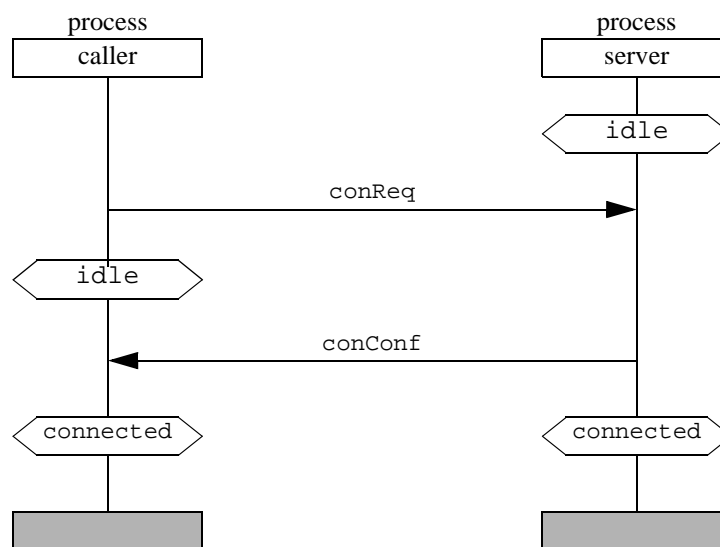 process
process
caller
server
idle
conReq
idle
conConf
connected
connected